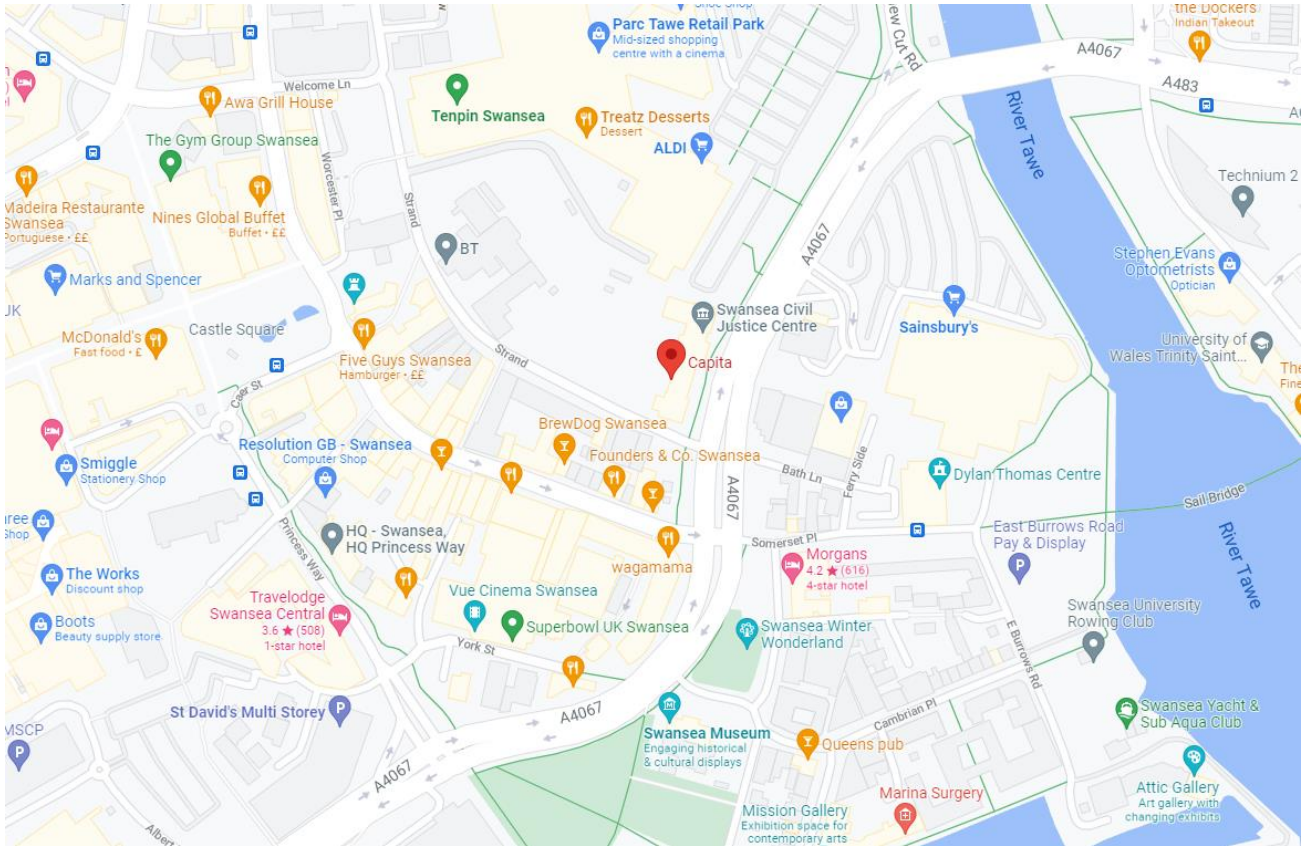 the Dockers
Indian Takeout
Parc Tawe Retail Park
Mid-sized shopping
centre with a cinema
New Cut Rd
A4067
A483
Welcome Ln
Awa Grill House
Tenpin Swansea
Treatz Desserts
Dessert
ALDI
River Tawe
The Gym Group Swansea
Worcester Pl
Strand
A4067
Technium 2
Madeira Restaurante
Swansea
Portuguese • ££
Nines Global Buffet
Buffet • ££
BT
Stephen Evans
Optometrists
Optician
Marks and Spencer
UK
Swansea Civil
Justice Centre
Sainsbury's
McDonald's
Fast food • £
Castle Square
Five Guys Swansea
Hamburger • ££
Strand
Capita
University of
Wales Trinity Saint...
The
Fine
Caer St
BrewDog Swansea
Resolution GB - Swansea
Computer Shop
Founders & Co. Swansea
Smiggle
Stationery Shop
Bath Ln
Ferry Side
Dylan Thomas Centre
A4067
Sail Bridge
hree
Shop
HQ - Swansea,
HQ Princess Way
Princess Way
Somerset Pl
East Burrows Road
Pay & Display
River Tawe
wagamama
Morgans
4.2 ★ (616)
4-star hotel
The Works
Discount shop
Vue Cinema Swansea
Travelodge
Swansea Central
3.6 ★ (508)
1-star hotel
Boots
Beauty supply store
Superbowl UK Swansea
Swansea Winter
Wonderland
Swansea University
Rowing Club
York St
E Burrows Rd
St David's Multi Storey
A4067
Cambrian Pl
Swansea Yacht &
Sub Aqua Club
MSCP
Swansea Museum
Engaging historical
& cultural displays
Queens pub
A4067
Marina Surgery
Attic Gallery
Art gallery with
changing exhibits
Mission Gallery
Exhibition space for
contemporary arts
Albert